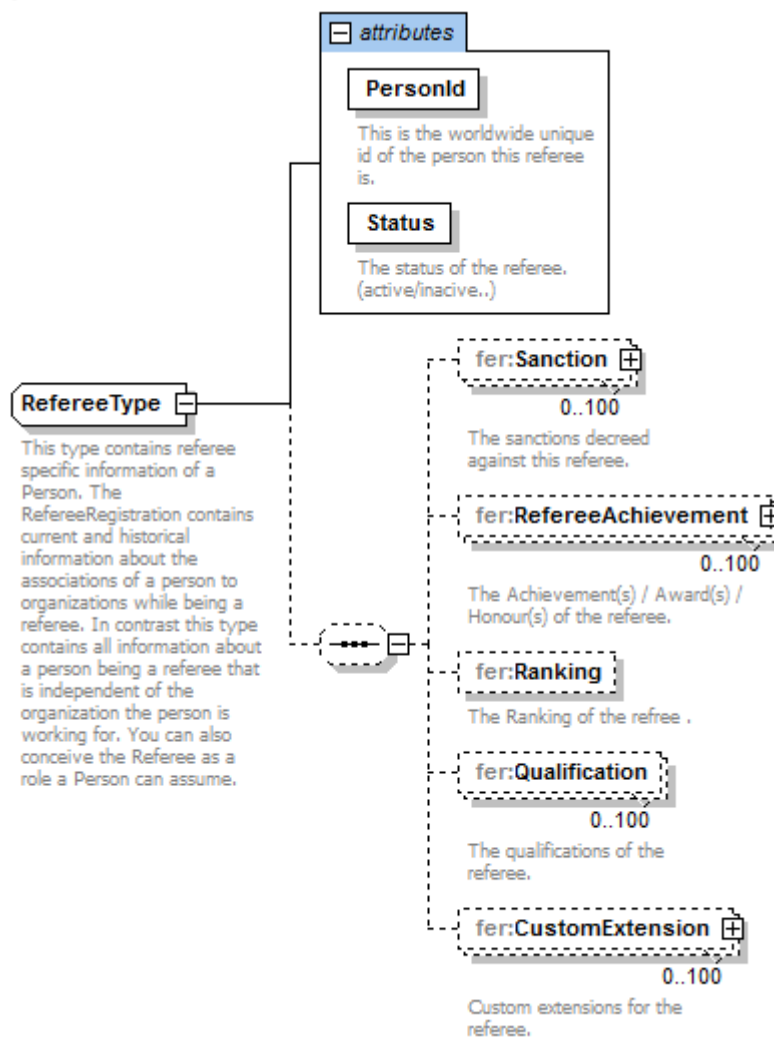 attributes
PersonId
This is the worldwide unique
id of the person this referee
is.
Status
The status of the referee.
(active/inacive..)
RefereeType
This type contains referee
specific information of a
Person. The
RefereeRegistration contains
current and historical
information about the
associations of a person to
organizations while being a
referee. In contrast this type
contains all information about
a person being a referee that
is independent of the
organization the person is
working for. You can also
conceive the Referee as a
role a Person can assume.
fer:Sanction
0..100
The sanctions decreed
against this referee.
fer:RefereeAchievement
0..100
The Achievement(s) / Award(s) /
Honour(s) of the referee.
fer:Ranking
The Ranking of the refree .
fer:Qualification
0..100
The qualifications of the
referee.
fer:CustomExtension
0..100
Custom extensions for the
referee.